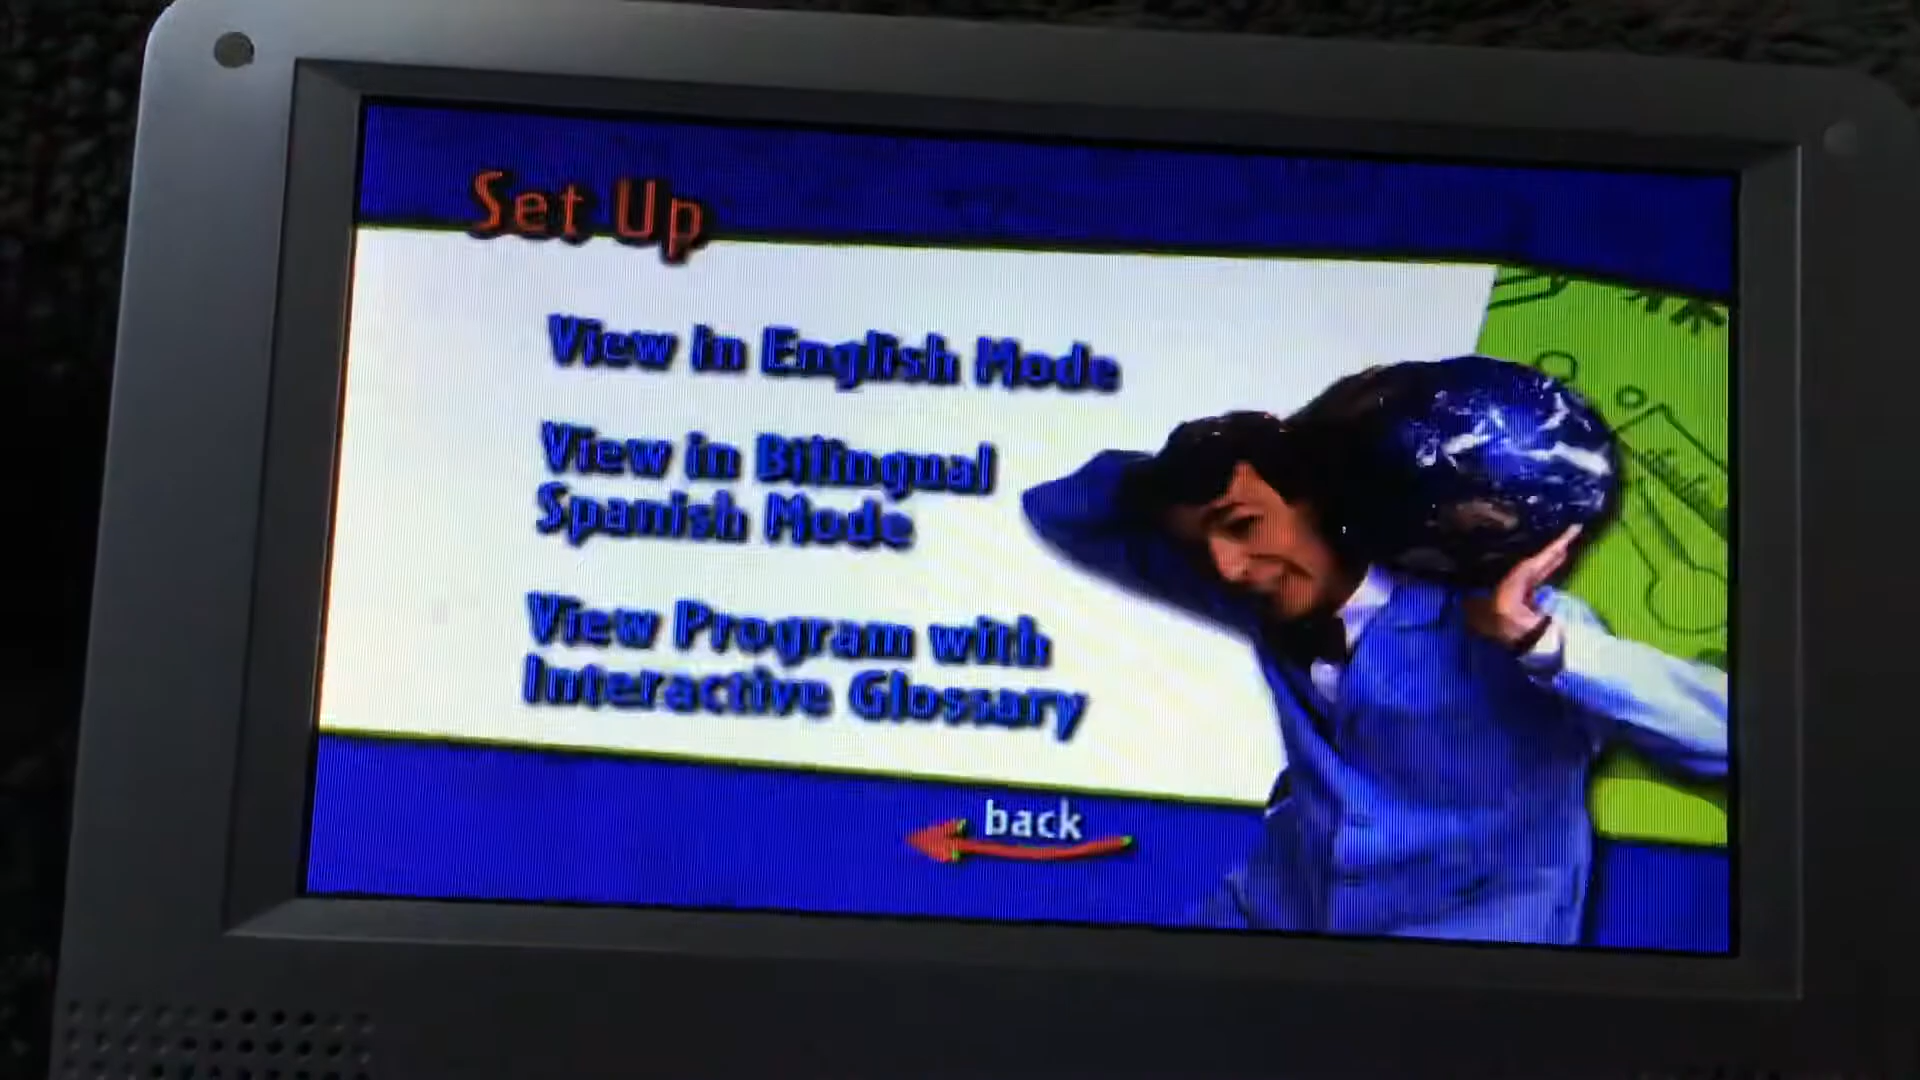 Set Up
View in English Mode
View in Bilingual
Spanish Mode
View Program with
Interactive Glossary
back